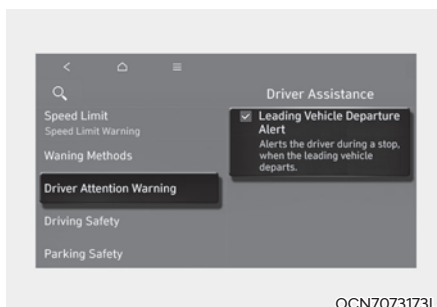 Driver Assistance
Speed Limit
Speed Limit Warning
Waning Methods
Driver Attention Warning
Driving Safety
Parking Safety
Leading Vehicle Departure
Alert
Alerts the driver during a stop,
when the leading vehicle
departs.
OCN7073173L